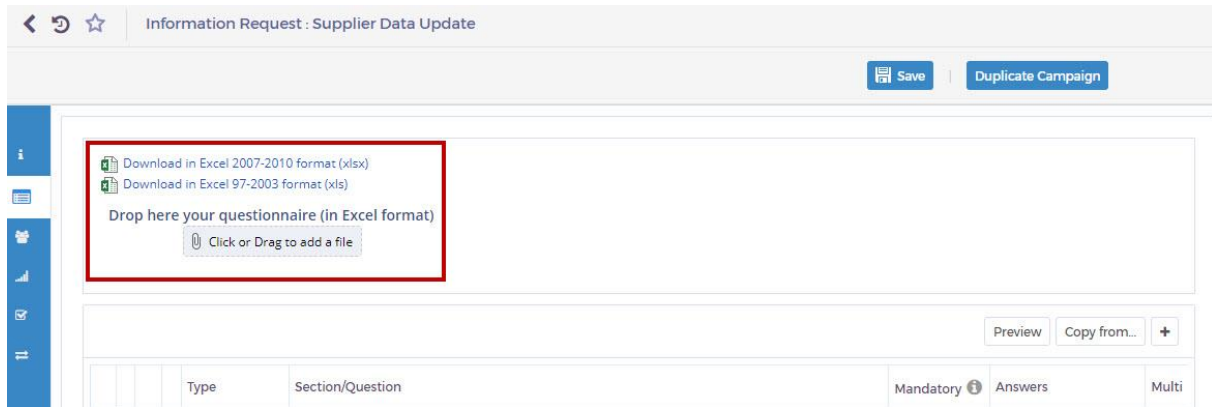 Information Request : Supplier Data Update
Save
Duplicate Campaign
Download in Excel 2007-2010 format (xlsx)
Download in Excel 97-2003 format (xls)
Drop here your questionnaire (in Excel format)
Click or Drag to add a file
Preview
Copy from...
Type
Section/Question
Mandatory
Answers
Multi